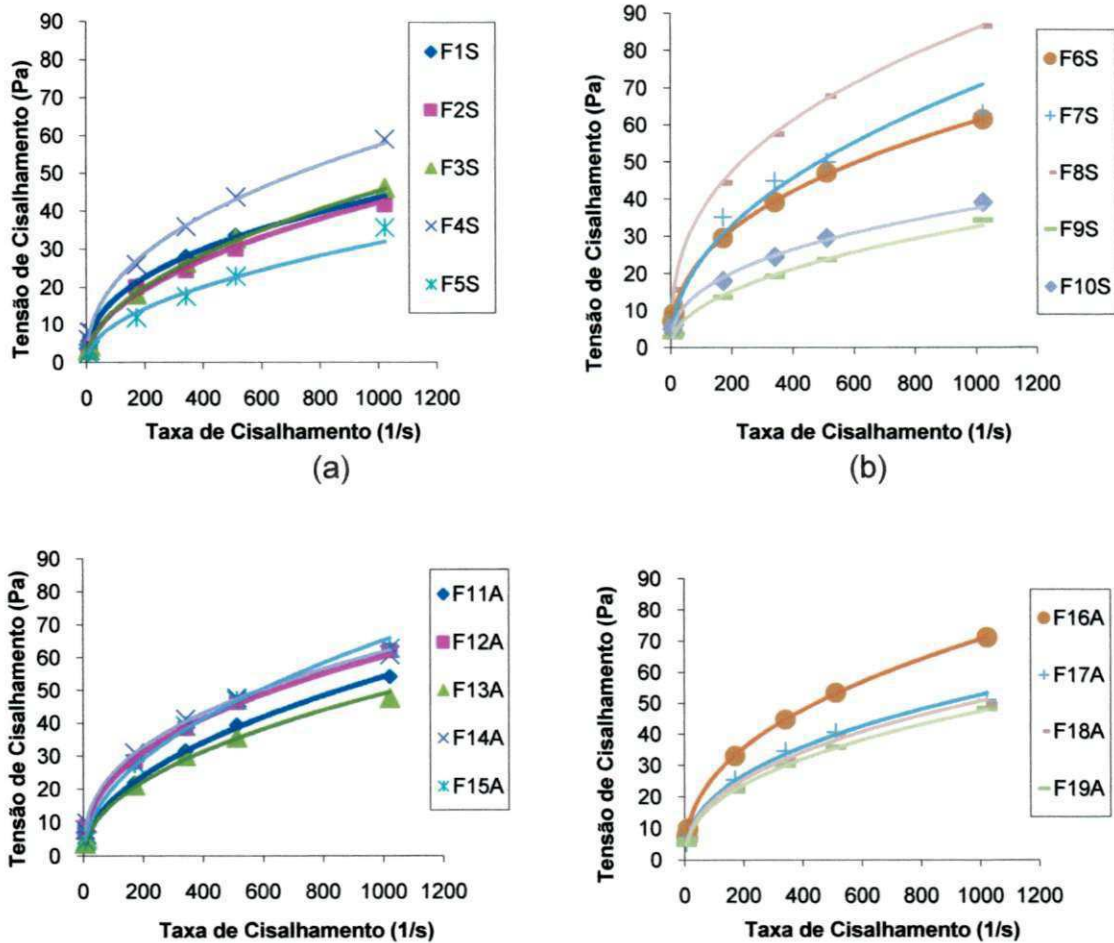 Tensão de Cisalhamento (Pa)
90
80
70
60
50
40
30
20
10
0
0 200 400 600 800 1000 1200
Taxa de Cisalhamento (1/s)
F1S
F2S
F3S
F4S
F5S
(a)
Tensão de Cisalhamento (Pa)
90
80
70
60
50
40
30
20
10
0
0 200 400 600 800 1000 1200
Taxa de Cisalhamento (1/s)
F6S
F7S
F8S
F9S
F10S
(b)
Tensão de Cisalhamento (Pa)
90
80
70
60
50
40
30
20
10
0
0 200 400 600 800 1000 1200
Taxa de Cisalhamento (1/s)
F11A
F12A
F13A
F14A
F15A
Tensão de Cisalhamento (Pa)
90
80
70
60
50
40
30
20
10
0
0 200 400 600 800 1000 1200
Taxa de Cisalhamento (1/s)
F16A
F17A
F18A
F19A